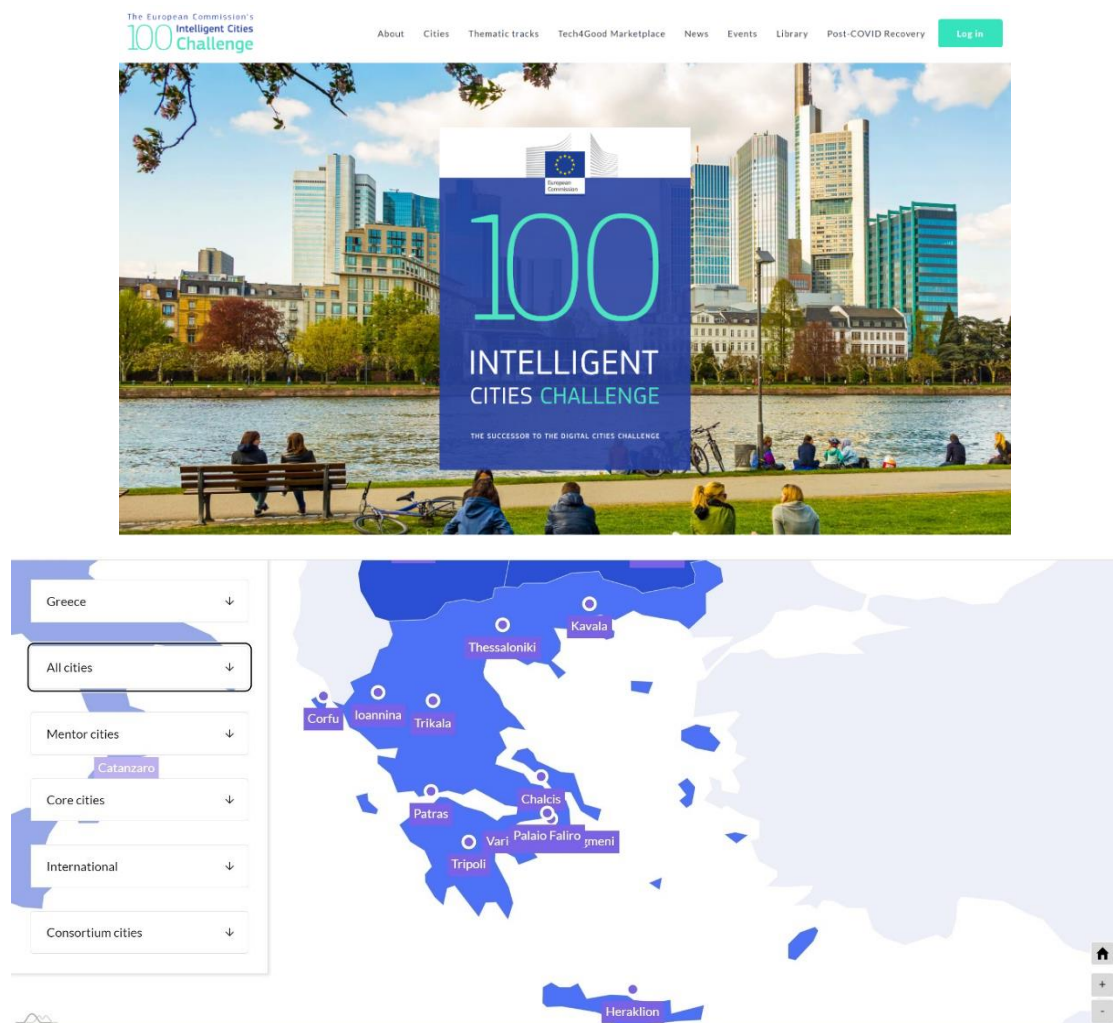 The European Commission's
100 Intelligent Cities
Challenge
About Cities Thematic tracks Tech4Good Marketplace News Events Library Post-COVID Recovery Log in
European
Commission
100
INTELLIGENT
CITIES CHALLENGE
THE SUCCESSOR TO THE DIGITAL CITIES CHALLENGE
Greece
All cities
Mentor cities
Catanzaro
Core cities
International
Consortium cities
Kavala
Thessaloniki
Corfu
Ioannina
Trikala
Chalcis
Patras
Vari
Palaio Faliro
gmeni
Tripoli
Heraklion
+
-